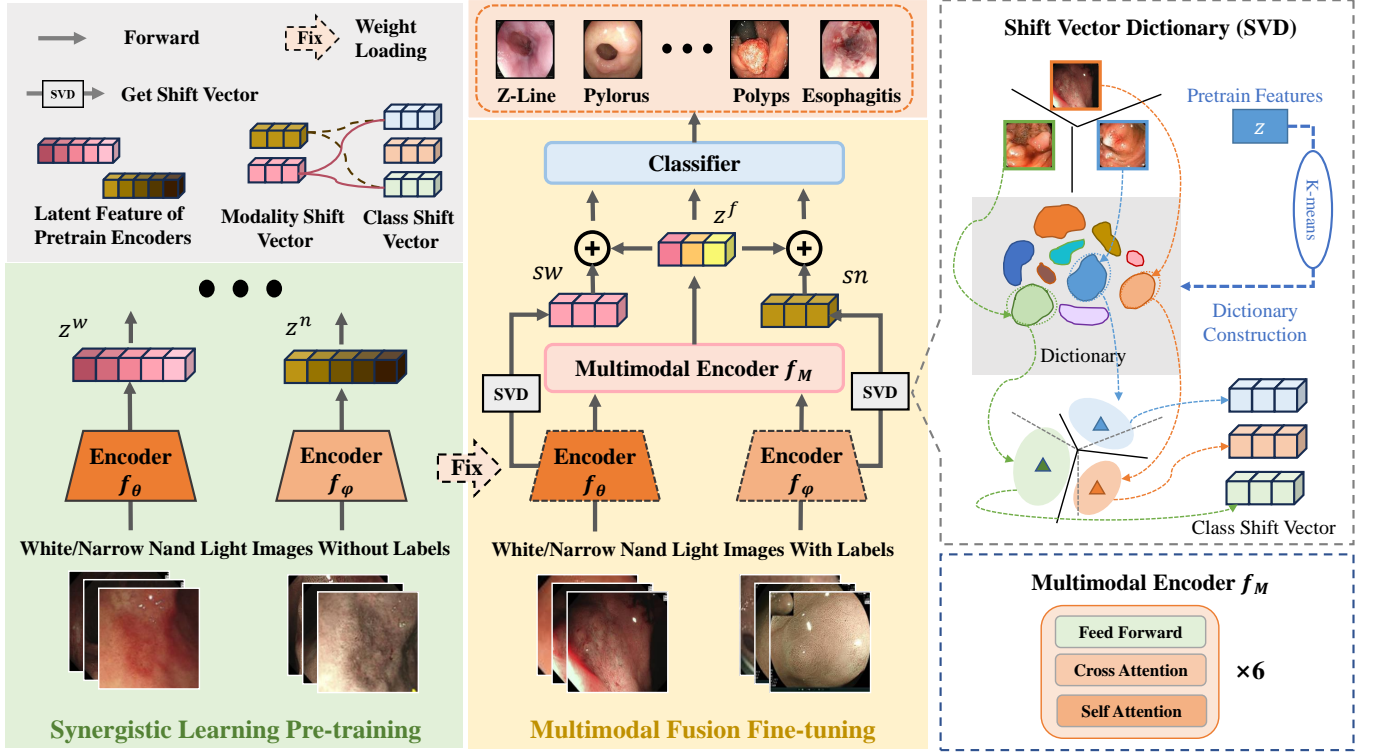 Forward
Fix
Weight
Loading
SVD
Get Shift Vector
Latent Feature of
Pretrain Encoders
Modality Shift
Vector
Class Shift
Vector
z^w
z^n
Encoder
f_θ
Encoder
f_φ
White/Narrow Nand Light Images Without Labels
Synergistic Learning Pre-training
Fix
Z-Line
Pylorus
Polyps
Esophagitis
Classifier
z^f
sw
sn
Multimodal Encoder f_M
SVD
SVD
Encoder
f_θ
Encoder
f_φ
White/Narrow Nand Light Images With Labels
Multimodal Fusion Fine-tuning
Shift Vector Dictionary (SVD)
Pretrain Features
z
K-means
Dictionary
Construction
Dictionary
Class Shift Vector
Multimodal Encoder f_M
Feed Forward
Cross Attention
Self Attention
×6